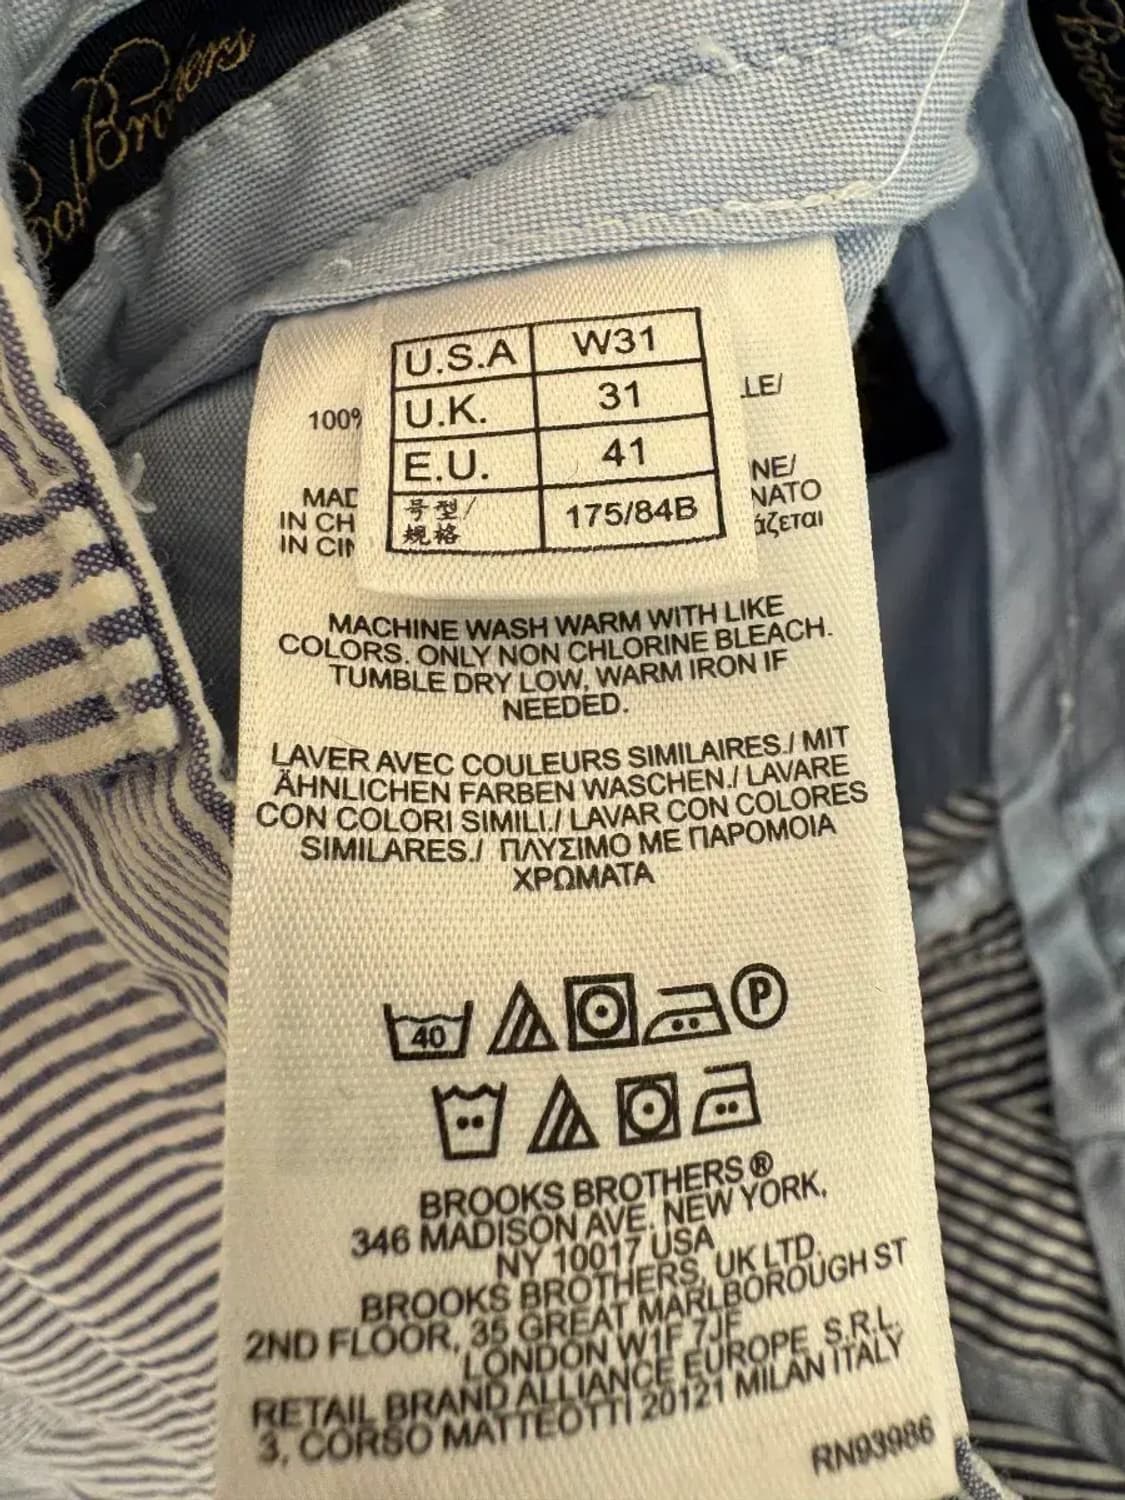 Brothers
U.S.A W31
U.K. 31
E.U. 41
号型/ 175/84B
規格
100%
LE/
MAD
IN CH
IN CIN
NE/
NATO
άζεται
MACHINE WASH WARM WITH LIKE
COLORS. ONLY NON CHLORINE BLEACH.
TUMBLE DRY LOW, WARM IRON IF
NEEDED.
LAVER AVEC COULEURS SIMILAIRES./ MIT
ÄHNLICHEN FARBEN WASCHEN./ LAVARE
CON COLORI SIMILI./ LAVAR CON COLORES
SIMILARES./ ΠΛΥΣΙΜΟ ΜΕ ΠΑΡΟΜΟΙΑ
ΧΡΩΜΑΤΑ
40 P
BROOKS BROTHERS ®
346 MADISON AVE. NEW YORK,
NY 10017 USA
BROOKS BROTHERS, UK LTD.
2ND FLOOR, 35 GREAT MARLBOROUGH ST
LONDON W1F 7JF
RETAIL BRAND ALLIANCE EUROPE S.R.L.
3, CORSO MATTEOTTI 20121 MILAN ITALY
RN93986